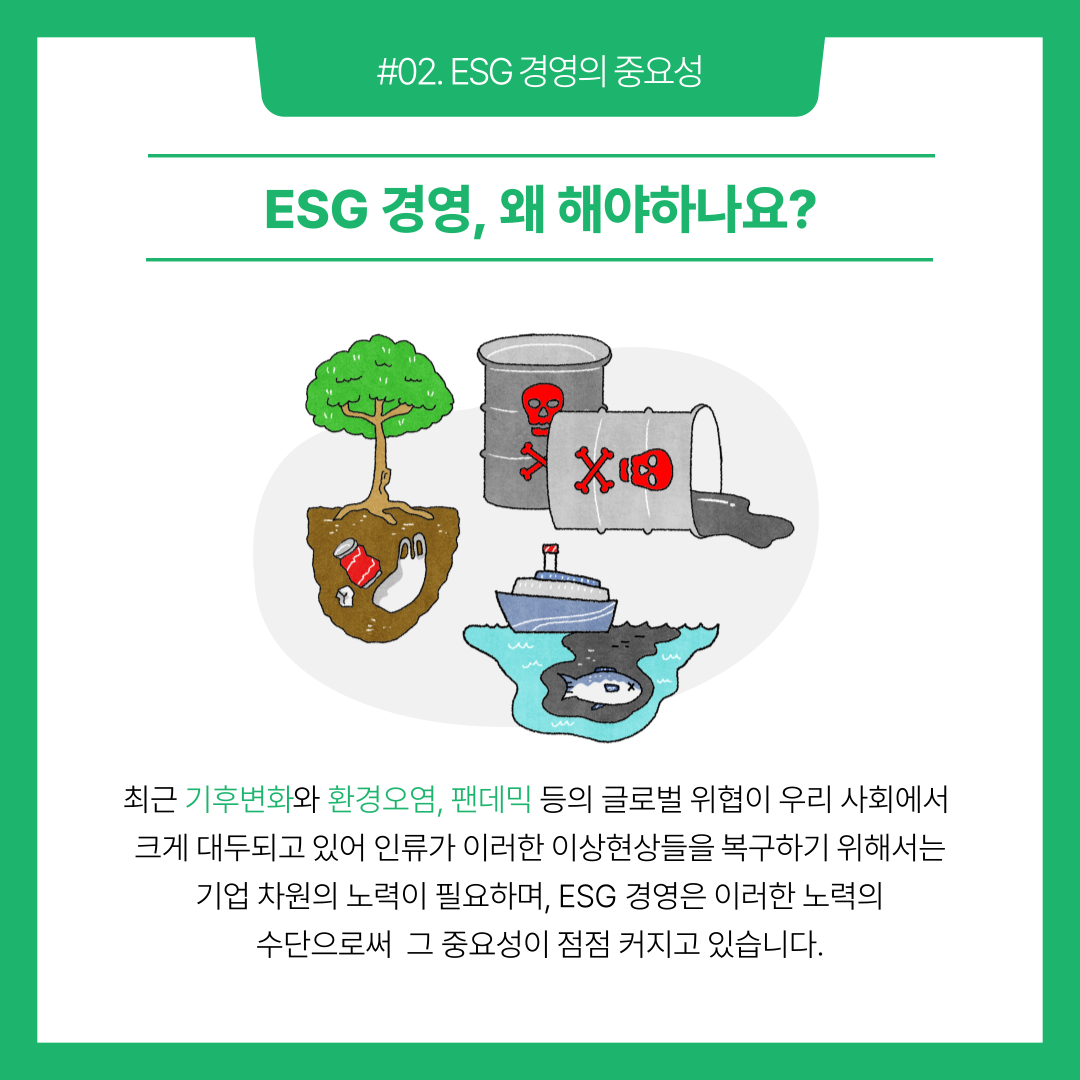 #02. ESG 경영의 중요성
ESG 경영, 왜 해야하나요?
최근 기후변화와 환경오염, 팬데믹 등의 글로벌 위협이 우리 사회에서
크게 대두되고 있어 인류가 이러한 이상현상들을 복구하기 위해서는
기업 차원의 노력이 필요하며, ESG 경영은 이러한 노력의
수단으로써 그 중요성이 점점 커지고 있습니다.